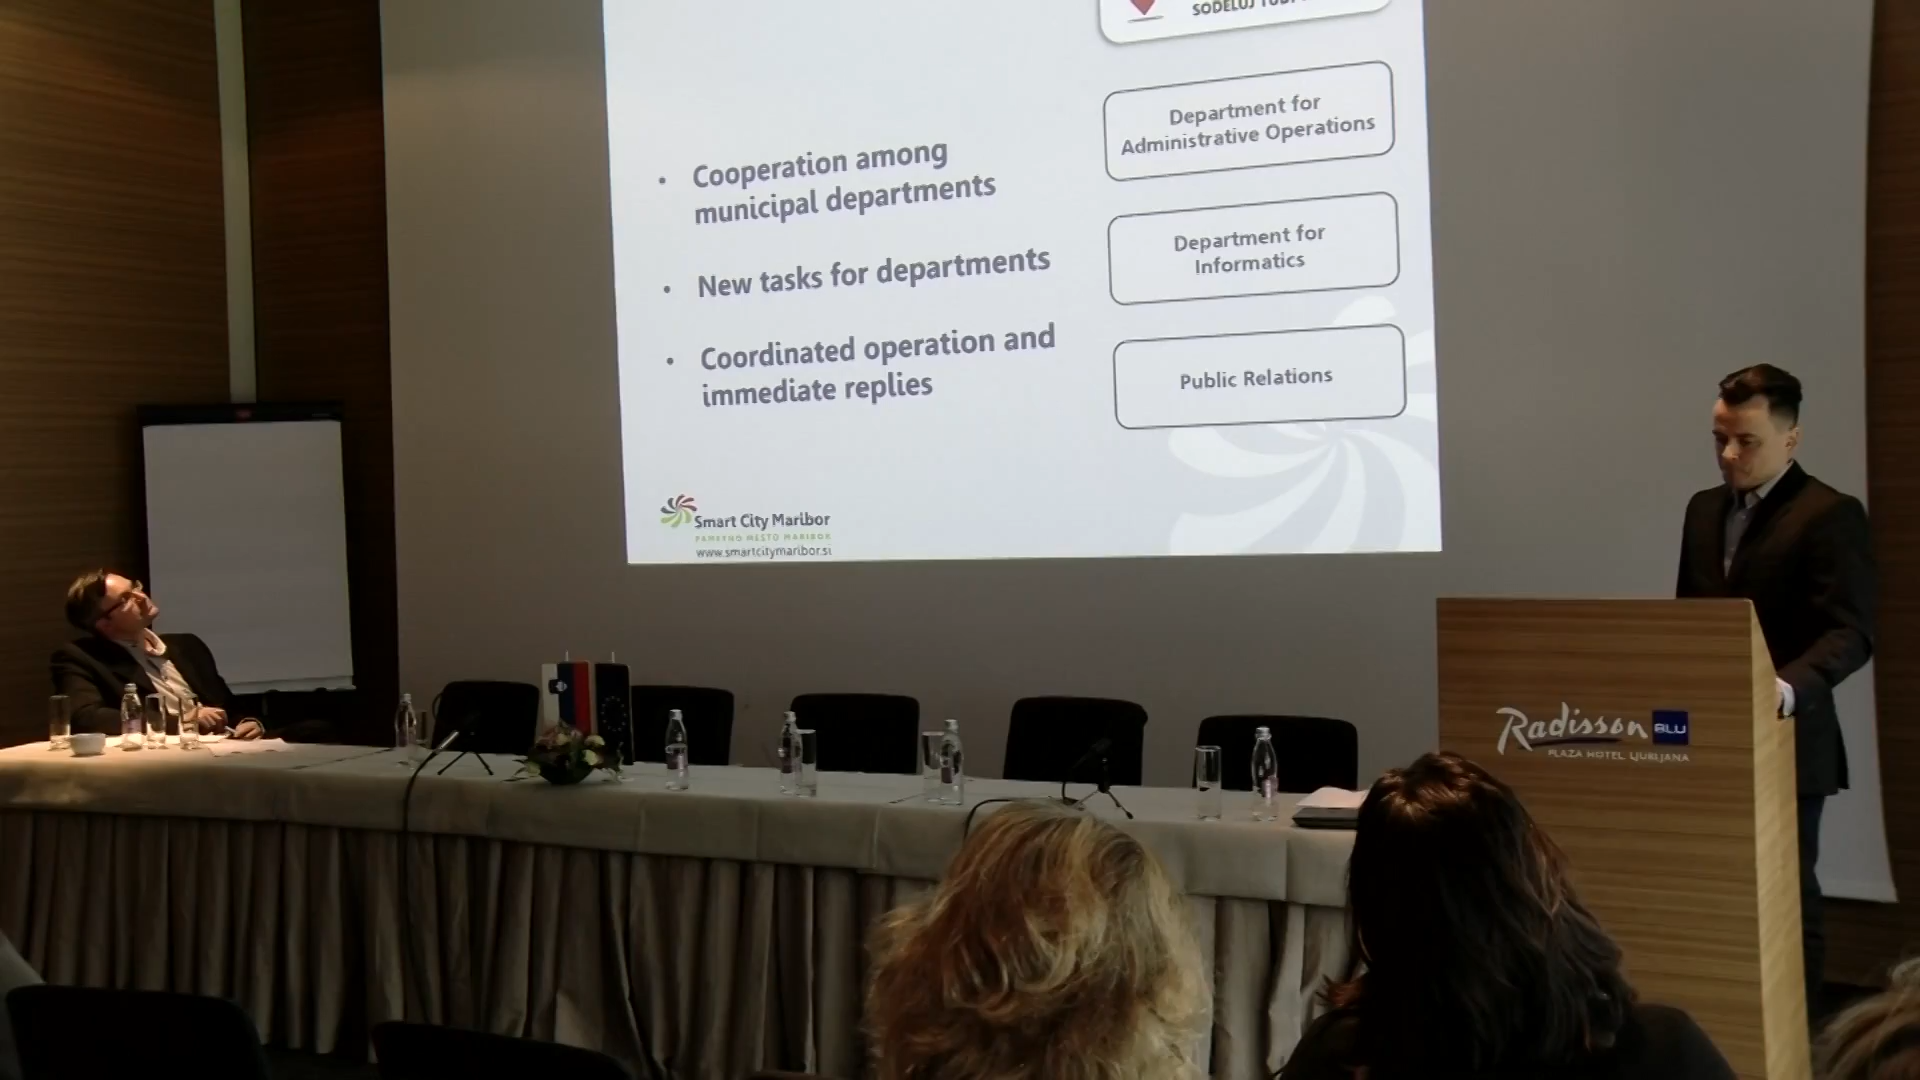 SODELUJ
Department for
Administrative Operations
Cooperation among
municipal departments
Department for
Informatics
New tasks for departments
Coordinated operation and
immediate replies
Public Relations
Smart City Maribor
PAMETNO MESTO MARIBOR
www.smartcitymaribor.si
Radisson BLU
PLAZA HOTEL LJUBLJANA